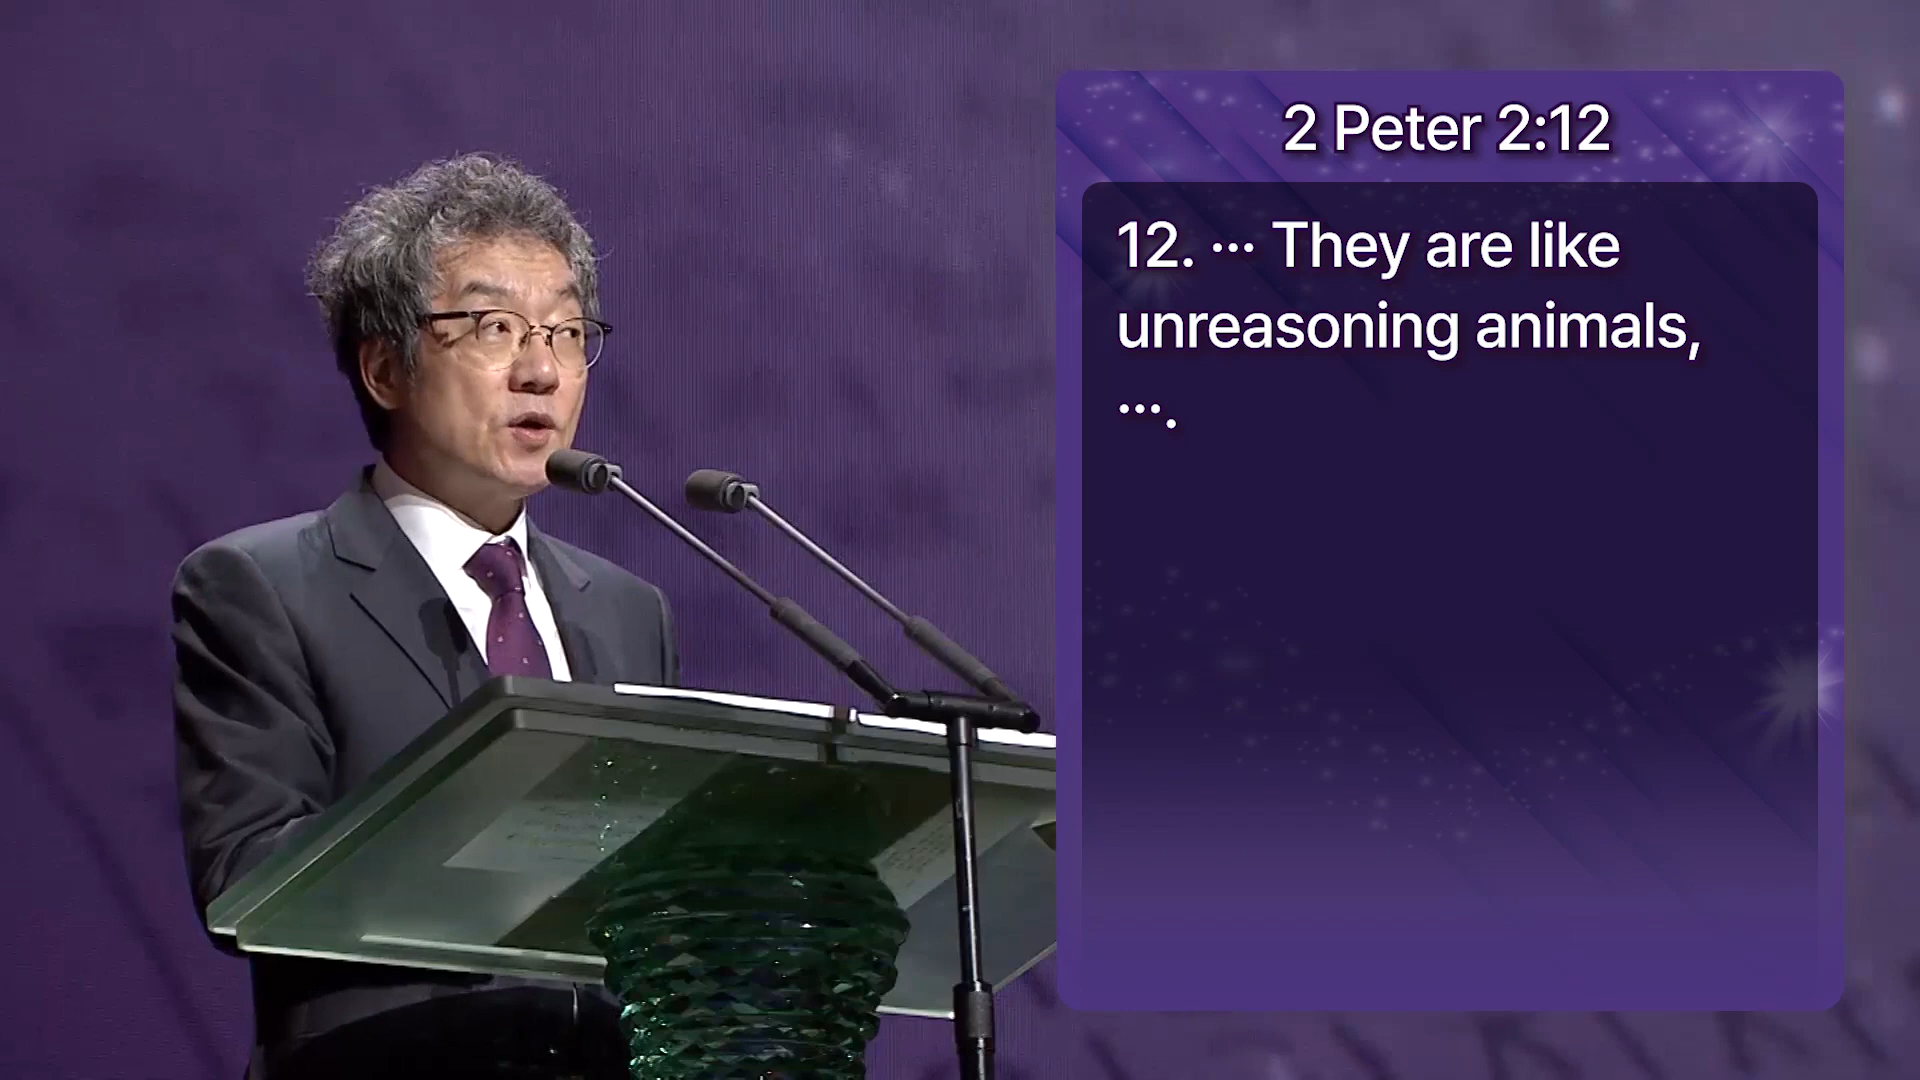 2 Peter 2:12
12. ··· They are like
unreasoning animals,
···.